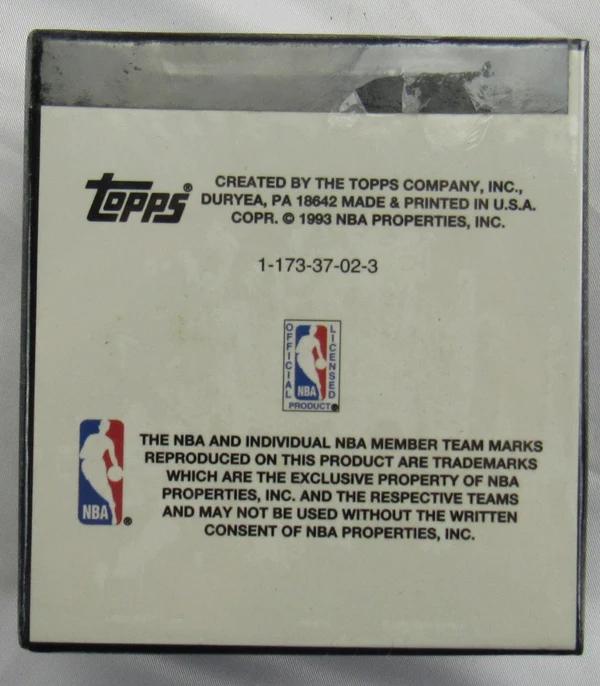 Topps®
CREATED BY THE TOPPS COMPANY, INC.,
DURYEA, PA 18642 MADE & PRINTED IN U.S.A.
COPR. © 1993 NBA PROPERTIES, INC.
1-173-37-02-3
OFFICIAL
LICENSED
NBA
PRODUCT
NBA
®
THE NBA AND INDIVIDUAL NBA MEMBER TEAM MARKS
REPRODUCED ON THIS PRODUCT ARE TRADEMARKS
WHICH ARE THE EXCLUSIVE PROPERTY OF NBA
PROPERTIES, INC. AND THE RESPECTIVE TEAMS
AND MAY NOT BE USED WITHOUT THE WRITTEN
CONSENT OF NBA PROPERTIES, INC.